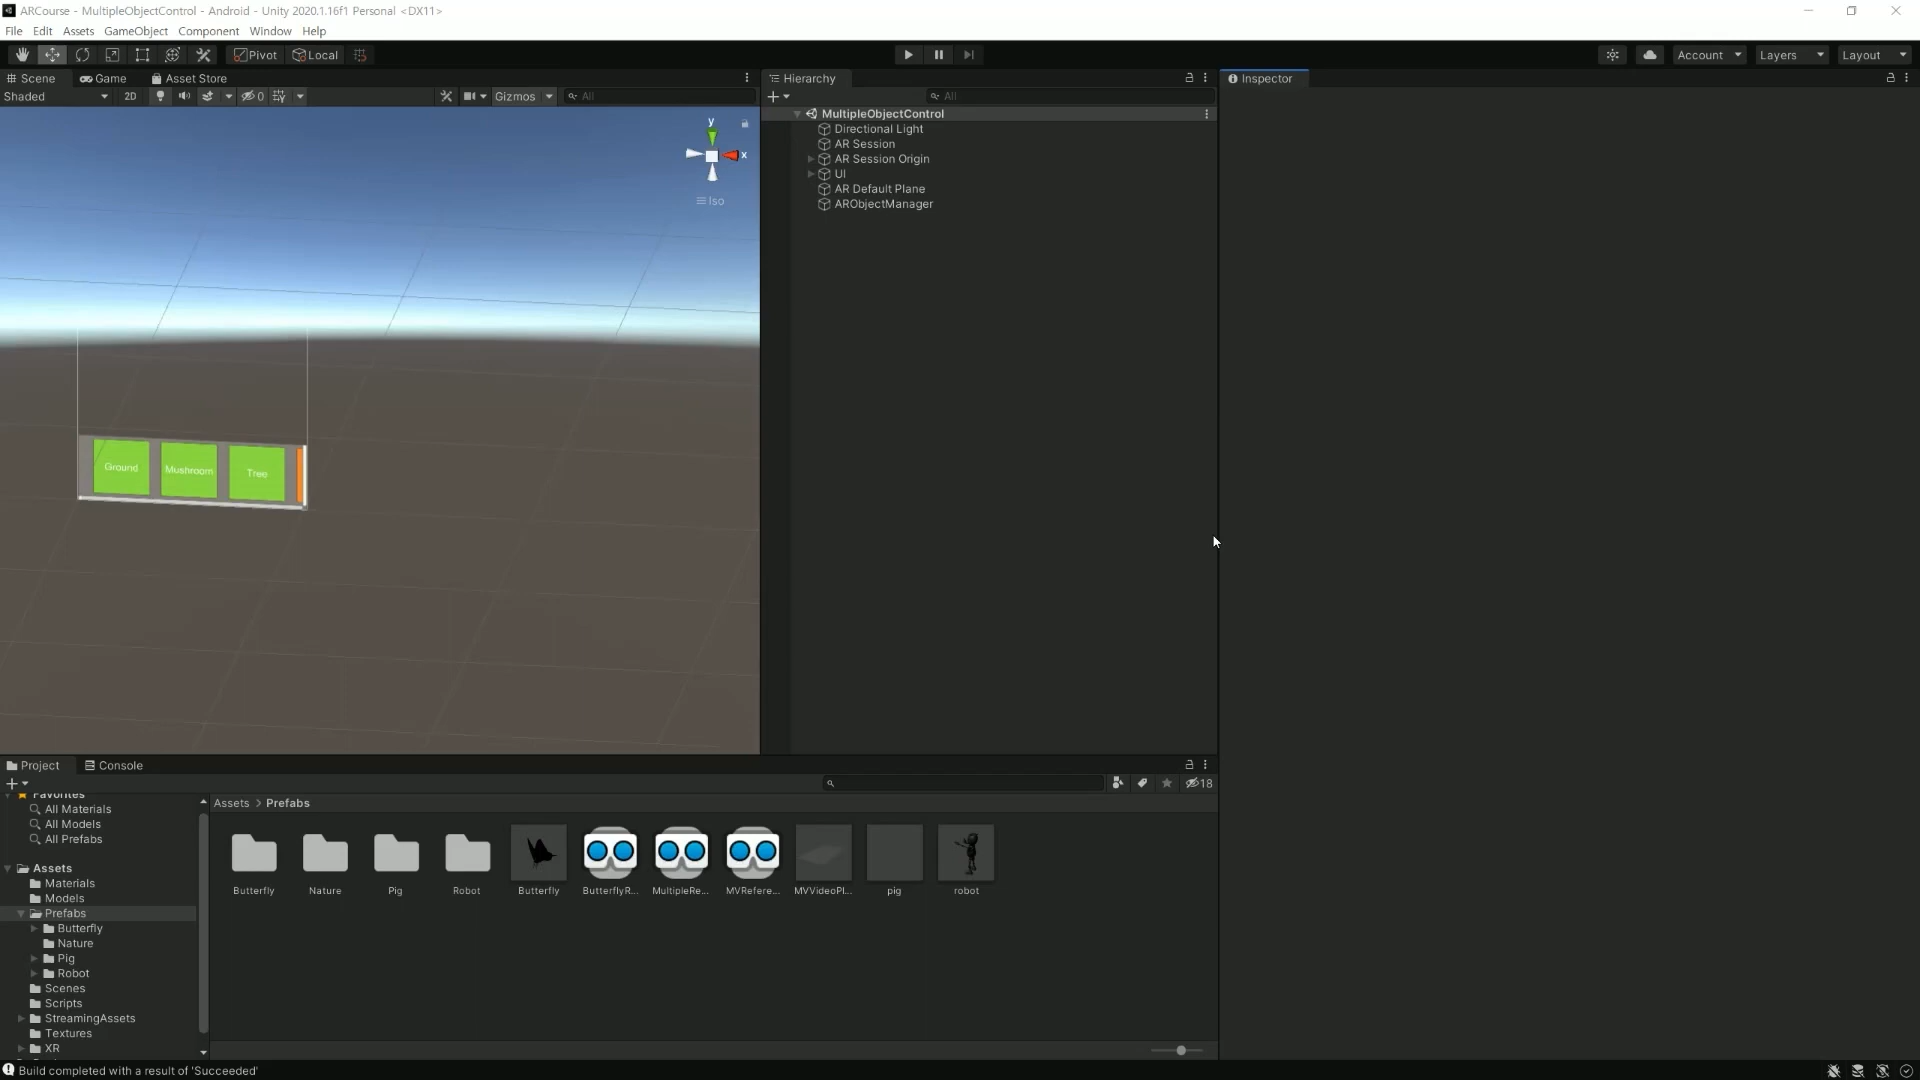 ARCourse - MultipleObjectControl - Android - Unity 2020.1.16f1 Personal <DX11>
File Edit Assets GameObject Component Window Help
Pivot Local Account Layers Layout
Scene Game Asset Store
Shaded 2D 0 Gizmos All
y
x
Iso
Ground Mushroom Tree
Hierarchy
All
MultipleObjectControl
Directional Light
AR Session
AR Session Origin
UI
AR Default Plane
ARObjectManager
Inspector
Project Console
18
Favorites
All Materials
All Models
All Prefabs
Assets
Materials
Models
Prefabs
Butterfly
Nature
Pig
Robot
Scenes
Scripts
StreamingAssets
Textures
XR
Assets > Prefabs
Butterfly Nature Pig Robot Butterfly ButterflyR... MultipleRe... MVRefere... MVVideoPl... pig robot
Build completed with a result of 'Succeeded'